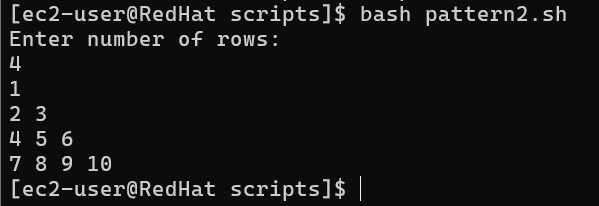 [ec2-user@RedHat scripts]$ bash pattern2.sh
Enter number of rows:
4
1
2 3
4 5 6
7 8 9 10
[ec2-user@RedHat scripts]$